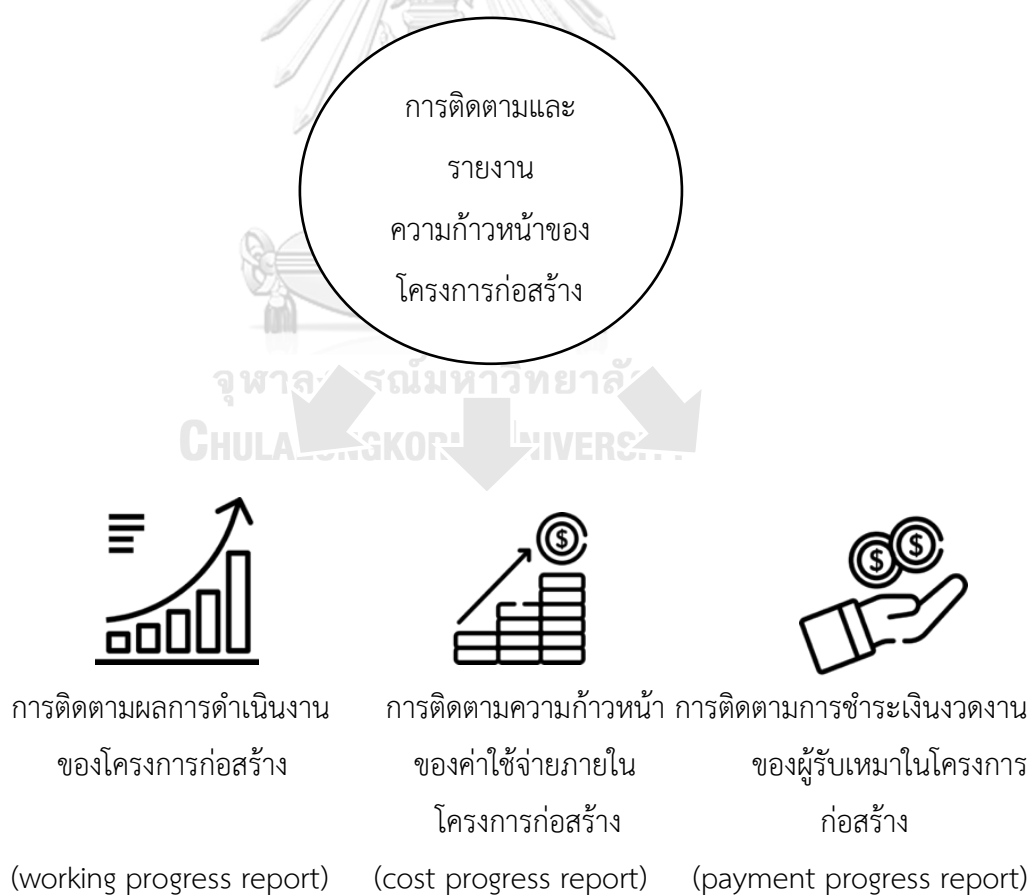 การติดตามและ
รายงาน
ความก้าวหน้าของ
โครงการก่อสร้าง
การติดตามผลการดำเนินงาน
ของโครงการก่อสร้าง
(working progress report)
การติดตามความก้าวหน้า
ของค่าใช้จ่ายภายใน
โครงการก่อสร้าง
(cost progress report)
การติดตามการชำระเงินงวดงาน
ของผู้รับเหมาในโครงการ
ก่อสร้าง
(payment progress report)